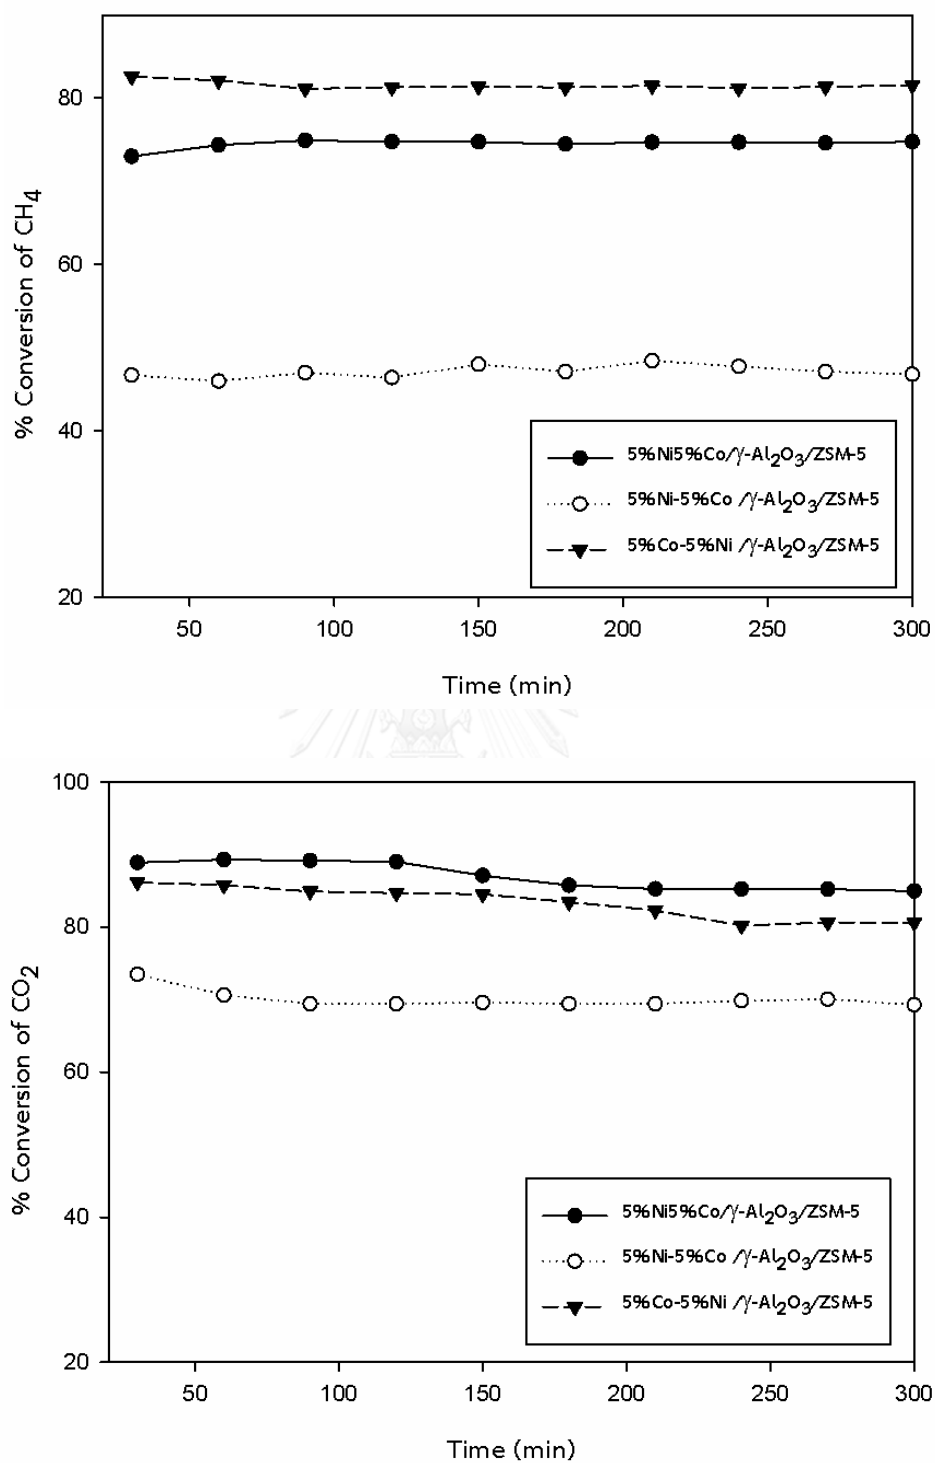 % Conversion of CH4
80
60
40
20
5%Ni5%Co/γ-Al2O3/ZSM-5
5%Ni-5%Co /γ-Al2O3/ZSM-5
5%Co-5%Ni /γ-Al2O3/ZSM-5
50 100 150 200 250 300
Time (min)
% Conversion of CO2
100
80
60
40
20
5%Ni5%Co/γ-Al2O3/ZSM-5
5%Ni-5%Co /γ-Al2O3/ZSM-5
5%Co-5%Ni /γ-Al2O3/ZSM-5
50 100 150 200 250 300
Time (min)